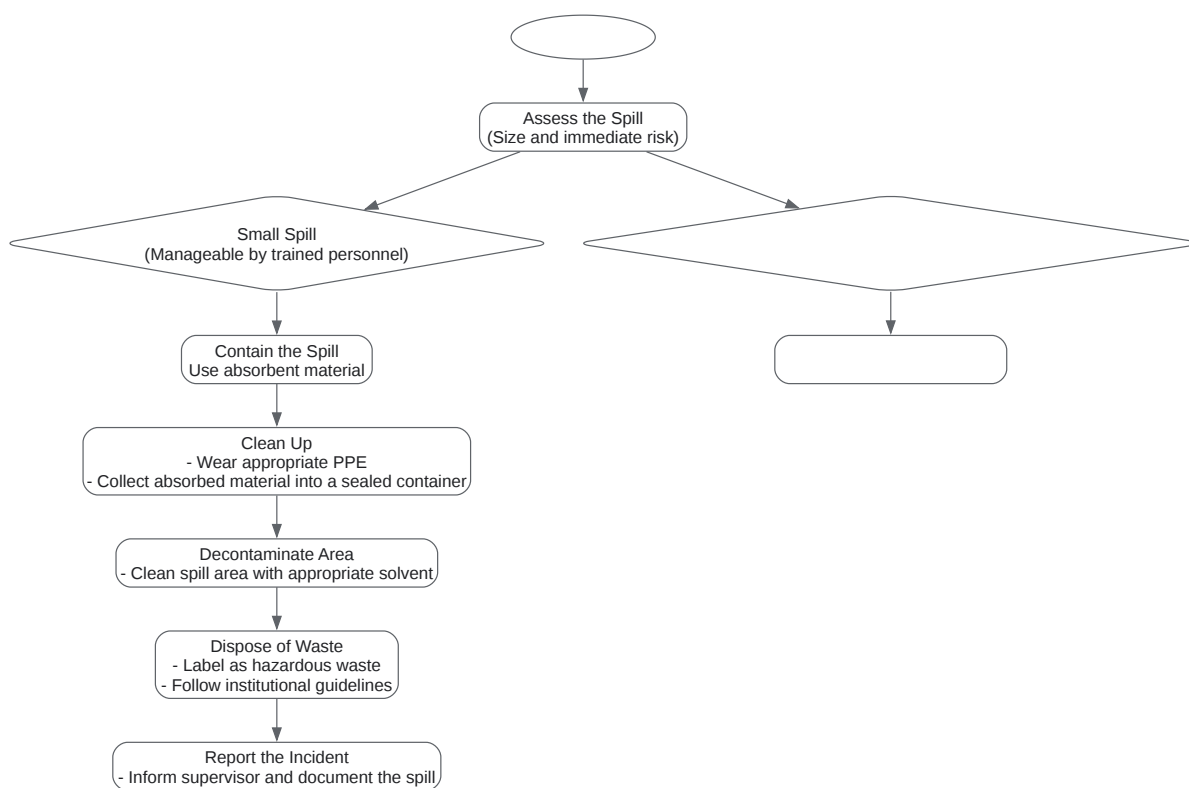 Assess the Spill
(Size and immediate risk)
Small Spill
(Manageable by trained personnel)
Contain the Spill
Use absorbent material
Clean Up
- Wear appropriate PPE
- Collect absorbed material into a sealed container
Decontaminate Area
- Clean spill area with appropriate solvent
Dispose of Waste
- Label as hazardous waste
- Follow institutional guidelines
Report the Incident
- Inform supervisor and document the spill